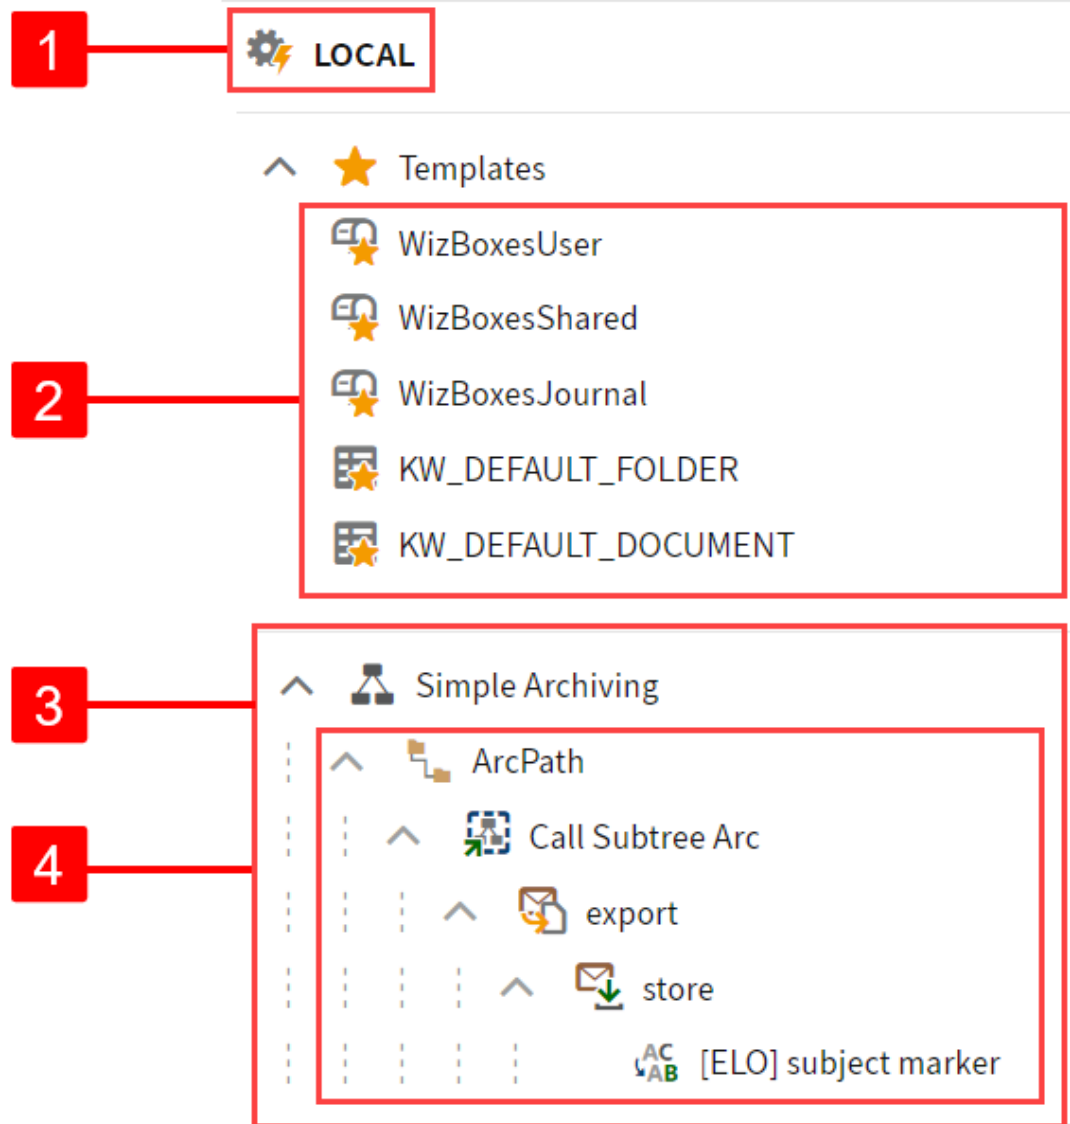 1
LOCAL
Templates
WizBoxesUser
WizBoxesShared
2
WizBoxesJournal
KW_DEFAULT_FOLDER
KW_DEFAULT_DOCUMENT
3
Simple Archiving
ArcPath
4
Call Subtree Arc
export
store
AC
AB
[ELO] subject marker